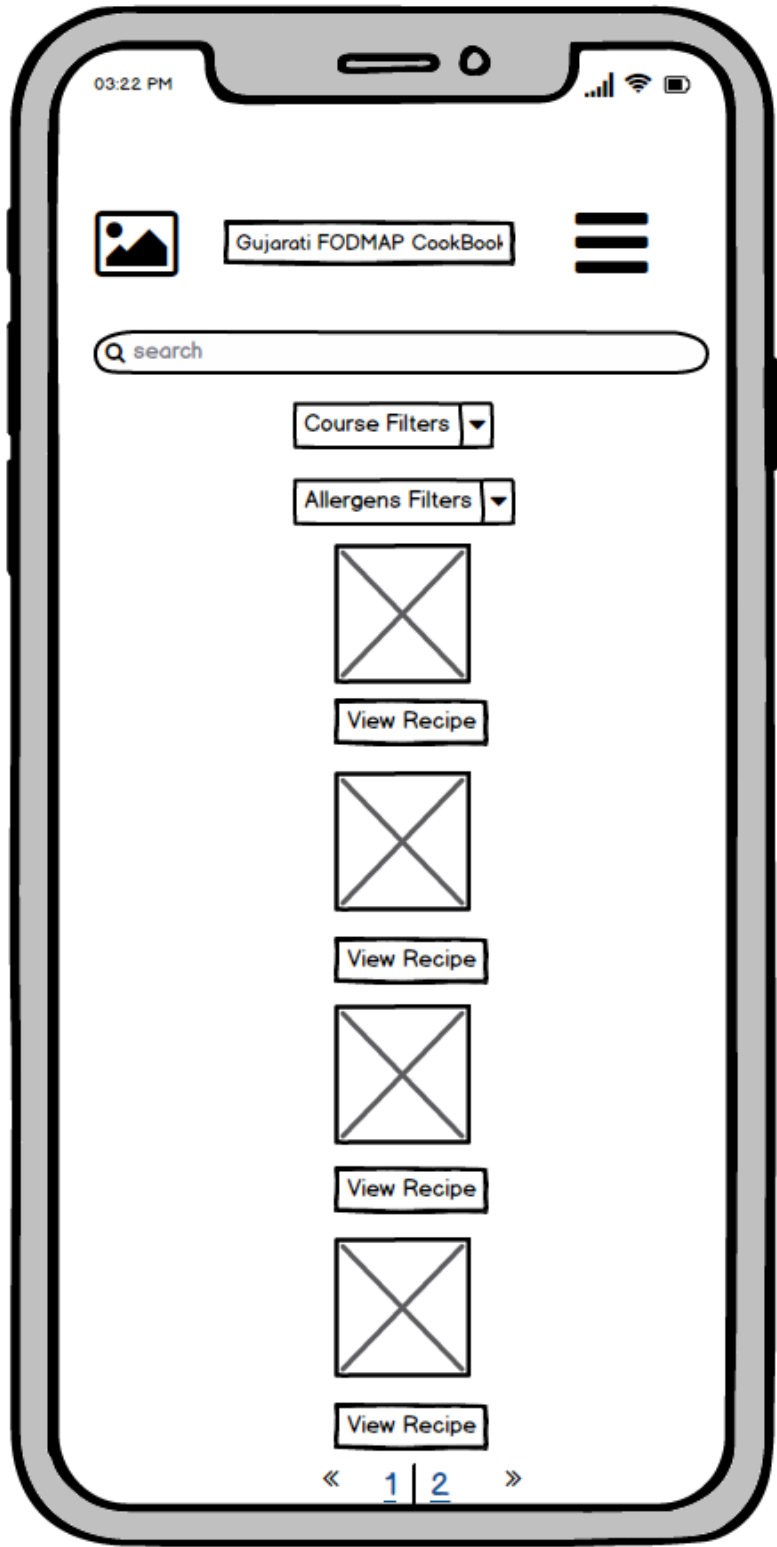 03:22 PM
Gujarati FODMAP CookBook
search
Course Filters
Allergens Filters
View Recipe
View Recipe
View Recipe
View Recipe
« 1 2 »